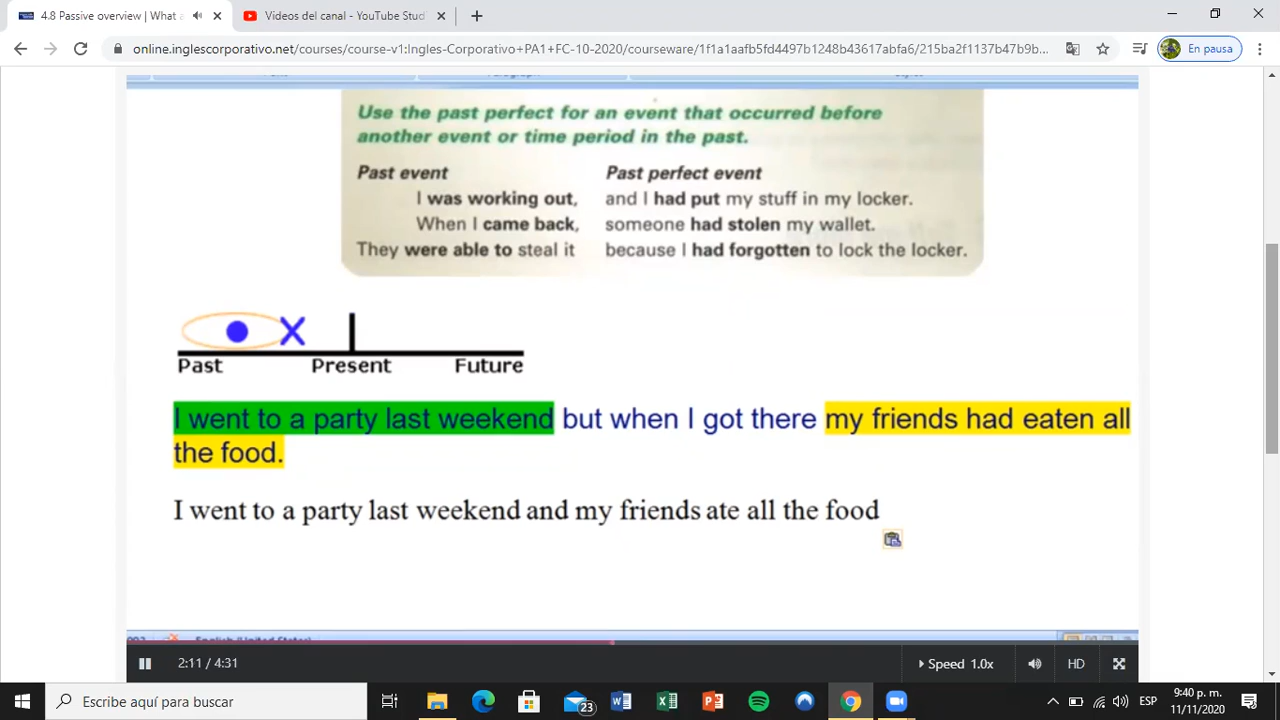 4.8 Passive overview | What a
Videos del canal - YouTube Stud
online.inglescorporativo.net/courses/course-v1:Ingles-Corporativo+PA1+FC-10-2020/courseware/1f1a1aafb5fd4497b1248b43617abfa6/215ba2f1137b47b9b...
En pausa
Use the past perfect for an event that occurred before
another event or time period in the past.
Past event Past perfect event
I was working out, and I had put my stuff in my locker.
When I came back, someone had stolen my wallet.
They were able to steal it because I had forgotten to lock the locker.
Past Present Future
I went to a party last weekend but when I got there my friends had eaten all
the food.
I went to a party last weekend and my friends ate all the food
English (United States)
2:11 / 4:31
Speed 1.0x
HD
Escribe aquí para buscar
23
ESP
9:40 p. m.
11/11/2020